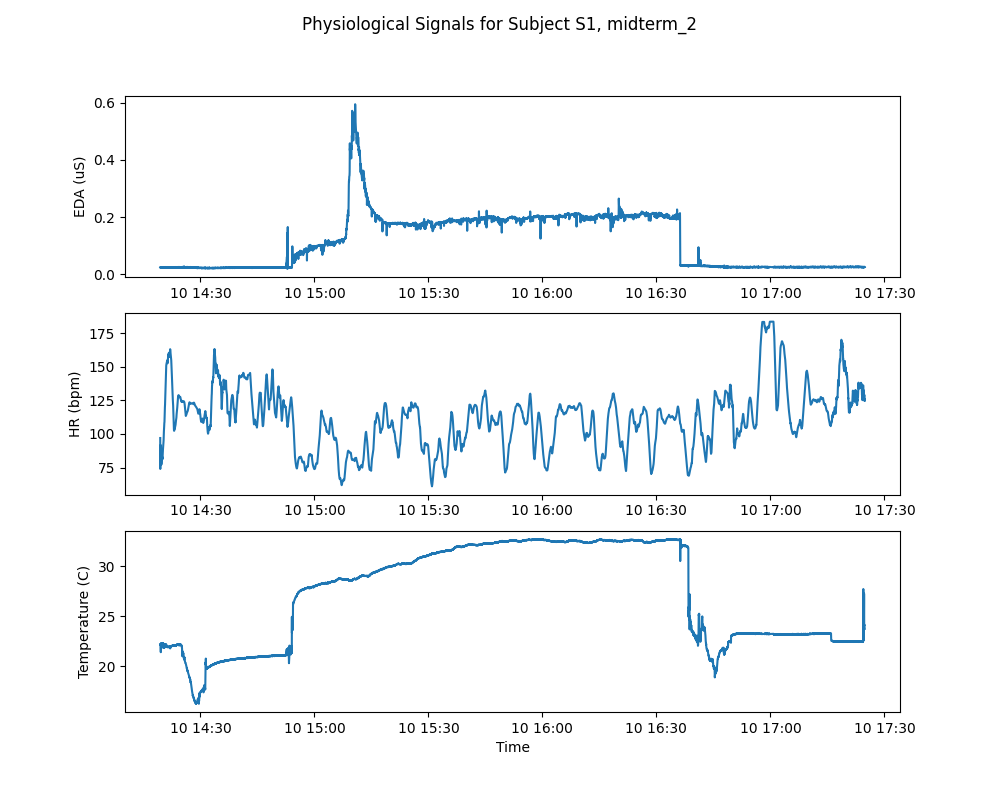 Physiological Signals for Subject S1, midterm_2
0.6
0.4
0.2
0.0
EDA (uS)
10 14:30 10 15:00 10 15:30 10 16:00 10 16:30 10 17:00 10 17:30
175
150
125
100
75
HR (bpm)
10 14:30 10 15:00 10 15:30 10 16:00 10 16:30 10 17:00 10 17:30
30
25
20
Temperature (C)
10 14:30 10 15:00 10 15:30 10 16:00 10 16:30 10 17:00 10 17:30
Time